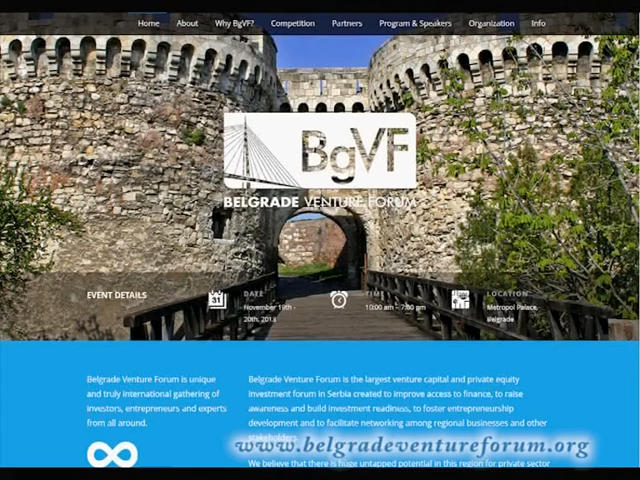 Home About Why BgVF? Competition Partners Program & Speakers Organization Info
BgVF
BELGRADE VENTURE FORUM
EVENT DETAILS
31
DATE
November 19th -
20th, 2013
TIME
10:00 am - 7:00 pm
LOCATION
Metropol Palace,
Belgrade
Belgrade Venture Forum is unique
and truly international gathering of
investors, entrepreneurs and experts
from all around.
Belgrade Venture Forum is the largest venture capital and private equity
investment forum in Serbia created to improve access to finance, to raise
awareness and build investment readiness, to foster entrepreneurship
development and to facilitate networking among regional businesses and other
stakeholders.
We believe that there is huge untapped potential in this region for private sector
www.belgradeventureforum.org